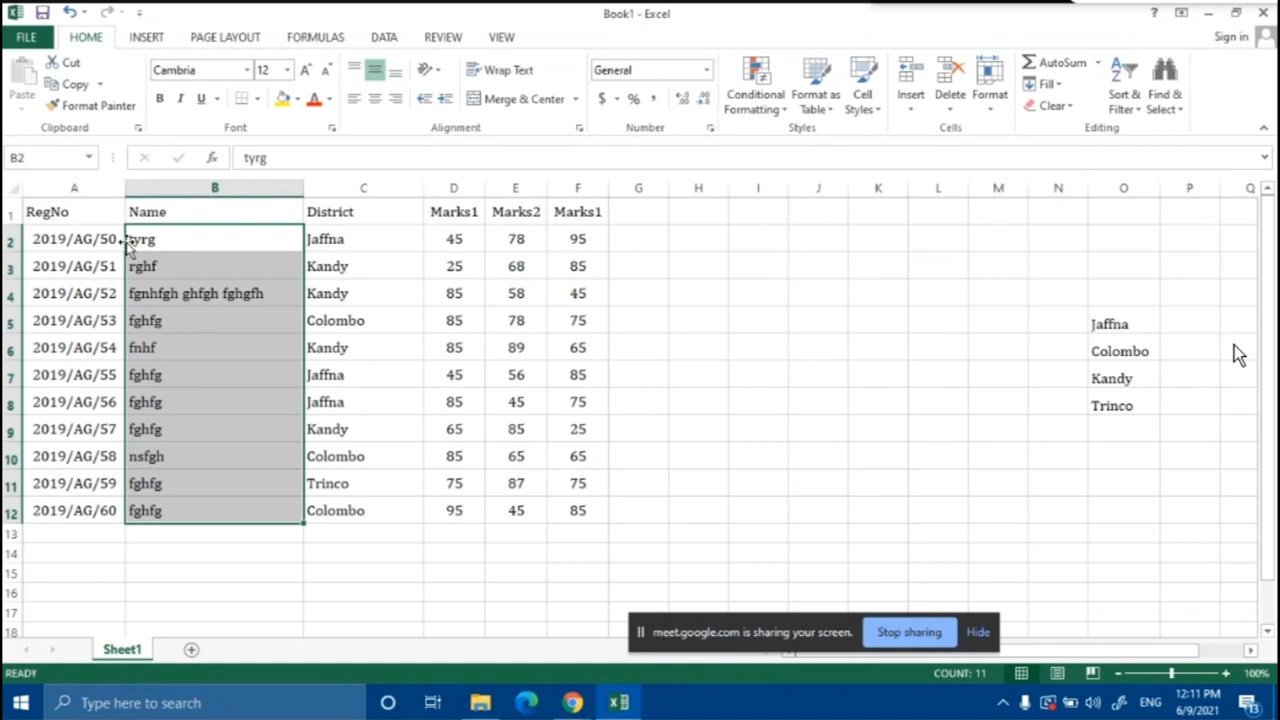 Book1 - Excel
?
FILE HOME INSERT PAGE LAYOUT FORMULAS DATA REVIEW VIEW Sign in
Paste
Cut
Copy
Format Painter
Clipboard
Cambria 12
B I U
Font
Wrap Text
Merge & Center
Alignment
General
$ % ,
Number
Conditional Formatting
Format as Table
Cell Styles
Styles
Insert
Delete
Format
Cells
AutoSum
Fill
Clear
Sort & Filter
Find & Select
Editing
B2 fx tyrg
A B C D E F G H I J K L M N O P Q
1 RegNo Name District Marks1 Marks2 Marks1
2 2019/AG/50 tyrg Jaffna 45 78 95
3 2019/AG/51 rghf Kandy 25 68 85
4 2019/AG/52 fgnhfgh ghfgh fghgfh Kandy 85 58 45
5 2019/AG/53 fghfg Colombo 85 78 75 Jaffna
6 2019/AG/54 fnhf Kandy 85 89 65 Colombo
7 2019/AG/55 fghfg Jaffna 45 56 85 Kandy
8 2019/AG/56 fghfg Jaffna 85 45 75 Trinco
9 2019/AG/57 fghfg Kandy 65 85 25
10 2019/AG/58 nsfgh Colombo 85 65 65
11 2019/AG/59 fghfg Trinco 75 87 75
12 2019/AG/60 fghfg Colombo 95 45 85
13
14
15
16
17
18
meet.google.com is sharing your screen. Stop sharing Hide
Sheet1
READY COUNT: 11 100%
Type here to search
ENG
12:11 PM
6/9/2021
13